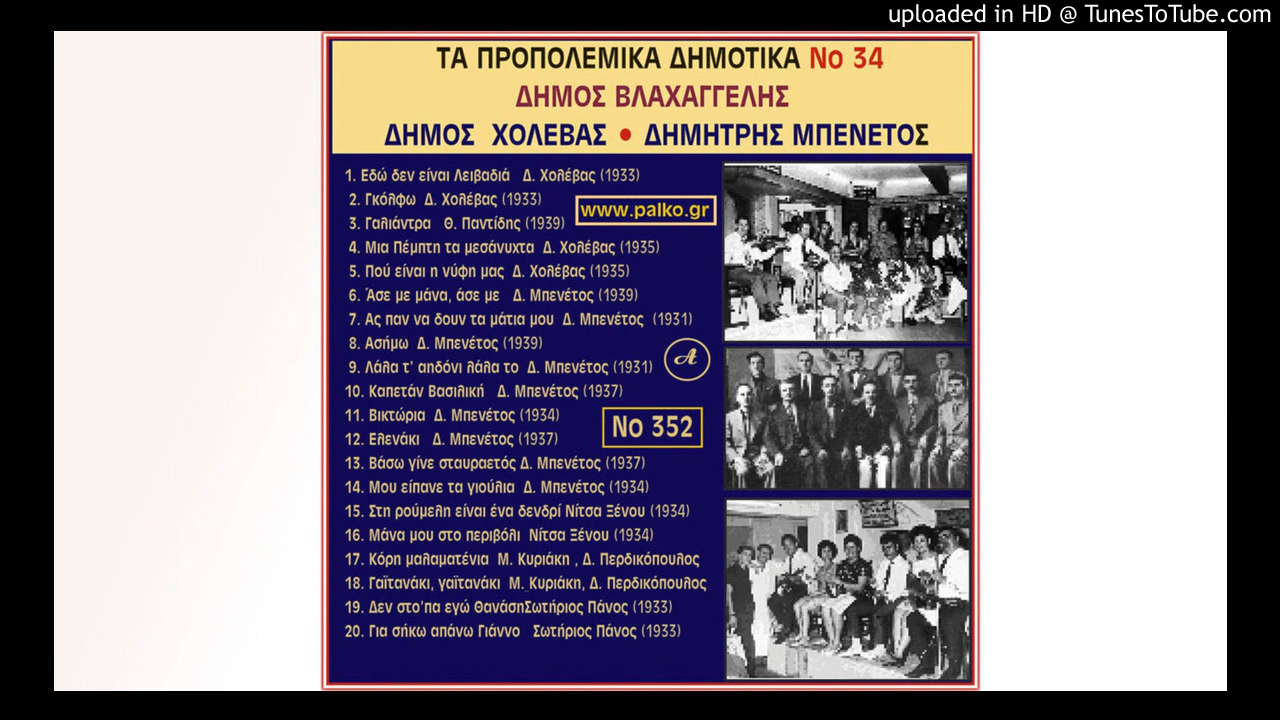 uploaded in HD @ TunesToTube.com
ΤΑ ΠΡΟΠΟΛΕΜΙΚΑ ΔΗΜΟΤΙΚΑ Νο 34
ΔΗΜΟΣ ΒΛΑΧΑΓΓΕΛΗΣ
ΔΗΜΟΣ ΧΟΛΕΒΑΣ • ΔΗΜΗΤΡΗΣ ΜΠΕΝΕΤΟΣ
1. Εδώ δεν είναι Λειβαδιά Δ. Χολέβας (1933)
2. Γκόλφω Δ. Χολέβας (1933)
www.palko.gr
3. Γαλιάντρα Θ. Παντίδης (1939)
4. Μια Πέμπτη τα μεσάνυχτα Δ. Χολέβας (1935)
5. Πού είναι η νύφη μας Δ. Χολέβας (1935)
6. Άσε με μάνα, άσε με Δ. Μπενέτος (1939)
7. Ας παν να δουν τα μάτια μου Δ. Μπενέτος (1931)
8. Ασήμω Δ. Μπενέτος (1939)
A
9. Λάλα τ' αηδόνι λάλα το Δ. Μπενέτος (1931)
10. Καπετάν Βασιλική Δ. Μπενέτος (1937)
11. Βικτώρια Δ. Μπενέτος (1934)
Νο 352
12. Ελενάκι Δ. Μπενέτος (1937)
13. Βάσω γίνε σταυραετός Δ. Μπενέτος (1937)
14. Μου είπανε τα γιούλια Δ. Μπενέτος (1934)
15. Στη ρούμελη είναι ένα δενδρί Νίτσα Ξένου (1934)
16. Μάνα μου στο περιβόλι Νίτσα Ξένου (1934)
17. Κόρη μαλαματένια Μ. Κυριάκη , Δ. Περδικόπουλος
18. Γαϊτανάκι, γαϊτανάκι Μ. Κυριάκη, Δ. Περδικόπουλος
19. Δεν στο'πα εγώ ΘανάσηΣωτήριος Πάνος (1933)
20. Για σήκω απάνω Γιάννο Σωτήριος Πάνος (1933)